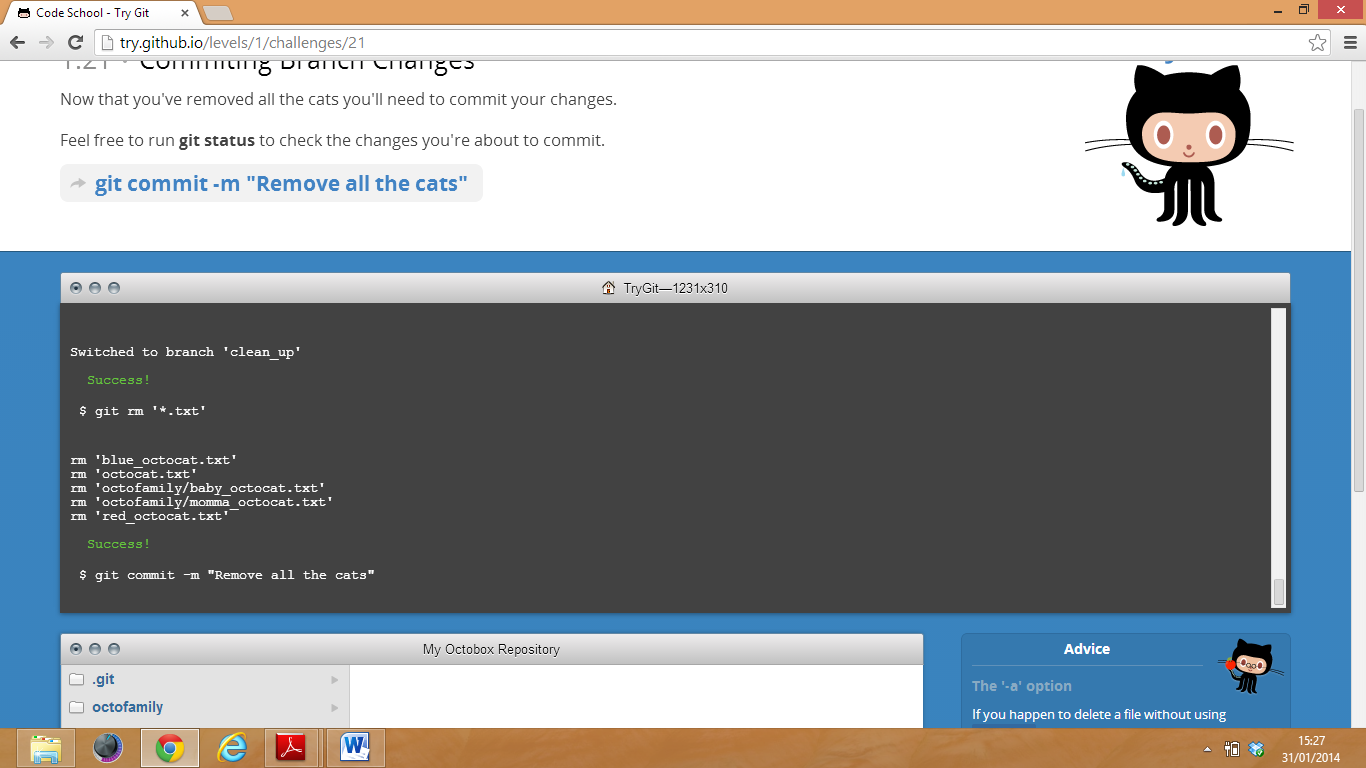 Code School - Try Git
try.github.io/levels/1/challenges/21
1.21 · Commiting Branch Changes
Now that you've removed all the cats you'll need to commit your changes.
Feel free to run git status to check the changes you're about to commit.
git commit -m "Remove all the cats"
TryGit—1231x310
Switched to branch 'clean_up'
Success!
$ git rm '*.txt'
rm 'blue_octocat.txt'
rm 'octocat.txt'
rm 'octofamily/baby_octocat.txt'
rm 'octofamily/momma_octocat.txt'
rm 'red_octocat.txt'
Success!
$ git commit -m "Remove all the cats"
My Octobox Repository
.git
octofamily
Advice
The '-a' option
If you happen to delete a file without using
15:27
31/01/2014